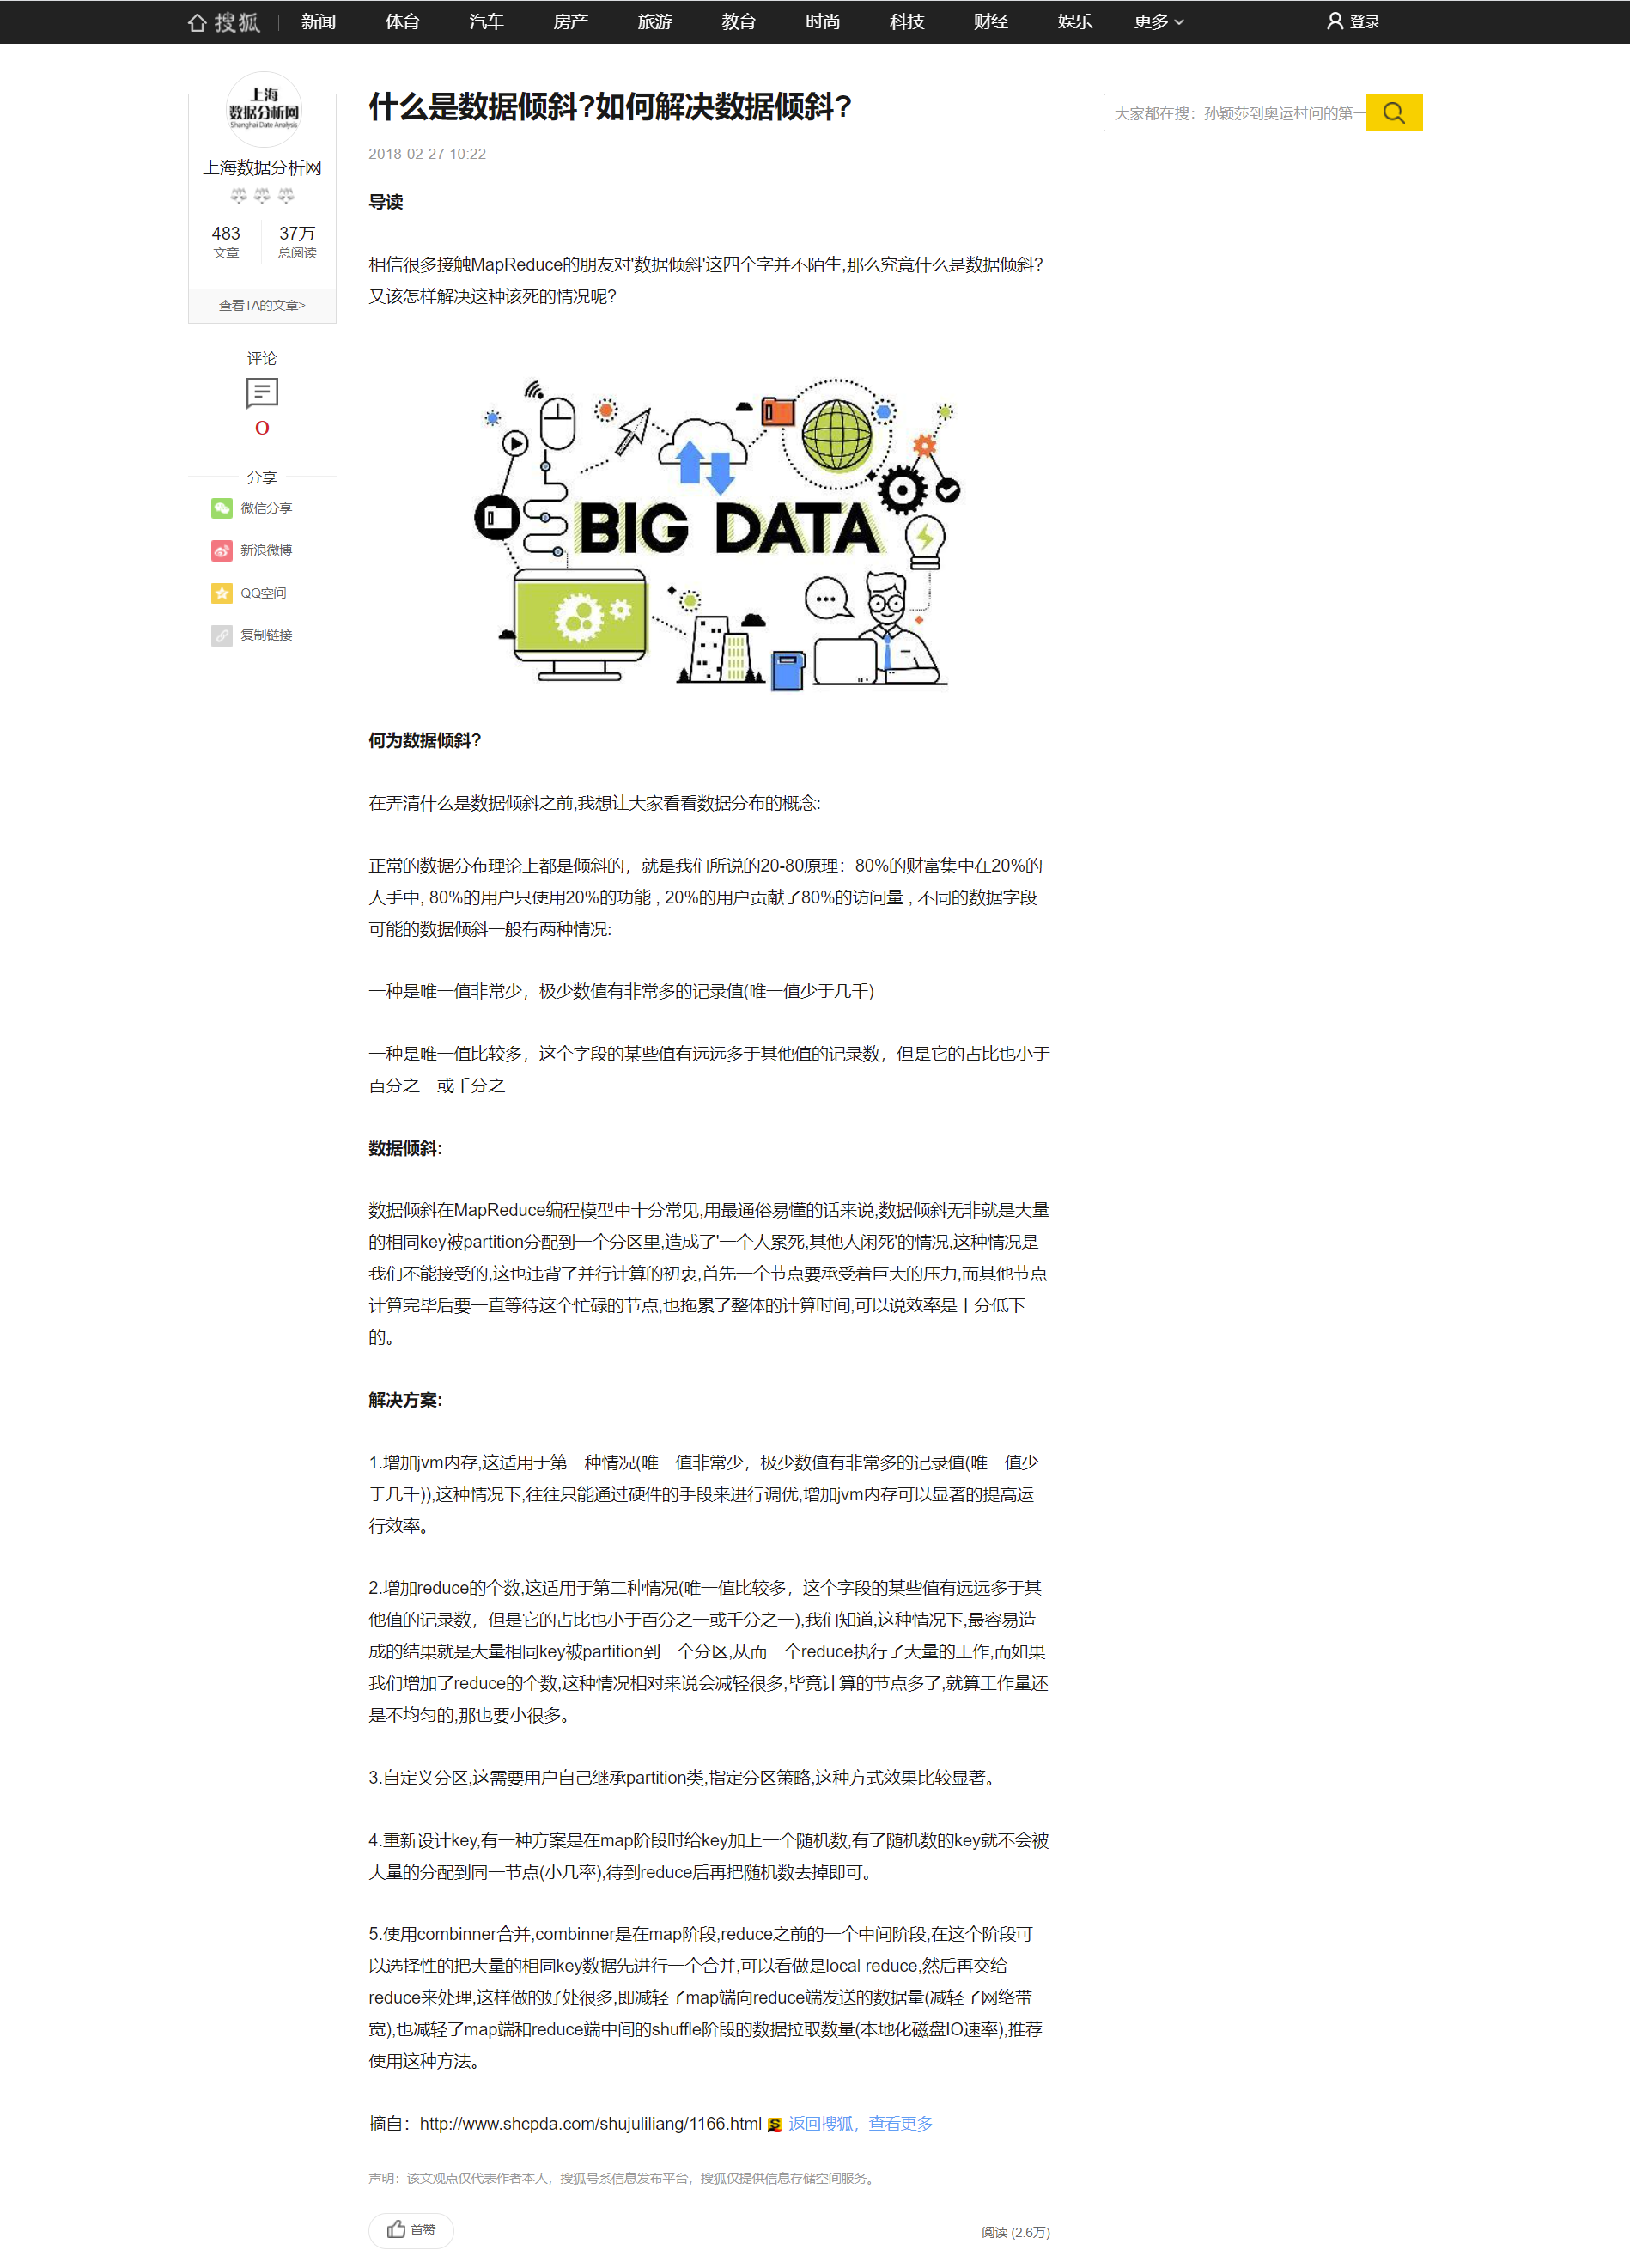 搜狐
新闻
体育
汽车
房产
旅游
教育
时尚
科技
财经
娱乐
更多
登录
上海
数据分析网
Shanghai Data Analysis
上海数据分析网
483
文章
37万
总阅读
查看TA的文章>
评论
0
分享
微信分享
新浪微博
QQ空间
复制链接
什么是数据倾斜?如何解决数据倾斜?
2018-02-27 10:22
导读
相信很多接触MapReduce的朋友对'数据倾斜'这四个字并不陌生,那么究竟什么是数据倾斜?
又该怎样解决这种该死的情况呢?
BIG DATA
何为数据倾斜?
在弄清什么是数据倾斜之前,我想让大家看看数据分布的概念:
正常的数据分布理论上都是倾斜的，就是我们所说的20-80原理：80%的财富集中在20%的
人手中, 80%的用户只使用20%的功能 , 20%的用户贡献了80%的访问量 , 不同的数据字段
可能的数据倾斜一般有两种情况:
一种是唯一值非常少，极少数值有非常多的记录值(唯一值少于几千)
一种是唯一值比较多，这个字段的某些值有远远多于其他值的记录数，但是它的占比也小于
百分之一或千分之一
数据倾斜:
数据倾斜在MapReduce编程模型中十分常见,用最通俗易懂的话来说,数据倾斜无非就是大量
的相同key被partition分配到一个分区里,造成了'一个人累死,其他人闲死'的情况,这种情况是
我们不能接受的,这也违背了并行计算的初衷,首先一个节点要承受着巨大的压力,而其他节点
计算完毕后要一直等待这个忙碌的节点,也拖累了整体的计算时间,可以说效率是十分低下
的。
解决方案:
1.增加jvm内存,这适用于第一种情况(唯一值非常少，极少数值有非常多的记录值(唯一值少
于几千)),这种情况下,往往只能通过硬件的手段来进行调优,增加jvm内存可以显著的提高运
行效率。
2.增加reduce的个数,这适用于第二种情况(唯一值比较多，这个字段的某些值有远远多于其
他值的记录数，但是它的占比也小于百分之一或千分之一),我们知道,这种情况下,最容易造
成的结果就是大量相同key被partition到一个分区,从而一个reduce执行了大量的工作,而如果
我们增加了reduce的个数,这种情况相对来说会减轻很多,毕竟计算的节点多了,就算工作量还
是不均匀的,那也要小很多。
3.自定义分区,这需要用户自己继承partition类,指定分区策略,这种方式效果比较显著。
4.重新设计key,有一种方案是在map阶段时给key加上一个随机数,有了随机数的key就不会被
大量的分配到同一节点(小几率),待到reduce后再把随机数去掉即可。
5.使用combinner合并,combinner是在map阶段,reduce之前的一个中间阶段,在这个阶段可
以选择性的把大量的相同key数据先进行一个合并,可以看做是local reduce,然后再交给
reduce来处理,这样做的好处很多,即减轻了map端向reduce端发送的数据量(减轻了网络带
宽),也减轻了map端和reduce端中间的shuffle阶段的数据拉取数量(本地化磁盘IO速率),推荐
使用这种方法。
摘自：http://www.shcpda.com/shujuliliang/1166.html 返回搜狐，查看更多
声明：该文观点仅代表作者本人，搜狐号系信息发布平台，搜狐仅提供信息存储空间服务。
首赞
阅读 (2.6万)
大家都在搜：孙颖莎到奥运村问的第一